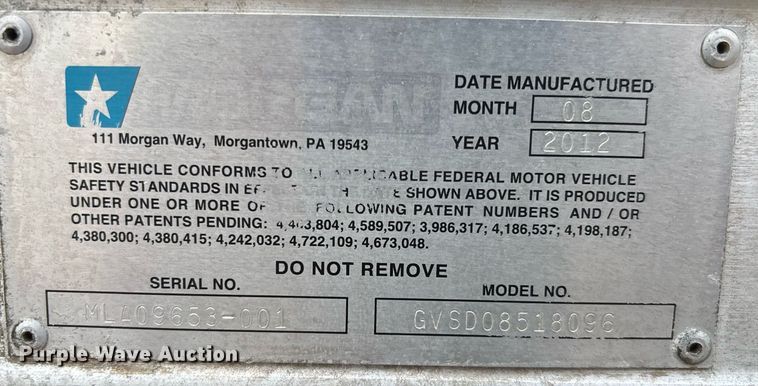 DATE MANUFACTURED
MONTH 08
111 Morgan Way, Morgantown, PA 19543
YEAR 2012
THIS VEHICLE CONFORMS TO APPLICABLE FEDERAL MOTOR VEHICLE
SAFETY STANDARDS IN SHOWN ABOVE. IT IS PRODUCED
UNDER ONE OR MORE OF FOLLOWING PATENT NUMBERS AND / OR
OTHER PATENTS PENDING: 4,589,507; 3,986,317; 4,186,537; 4,198,187;
4,380,300; 4,380,415; 4,242,032; 4,722,109; 4,673,048.
DO NOT REMOVE
SERIAL NO. MODEL NO.
MLA09653-001 GVSD08518096
Purple Wave Auction